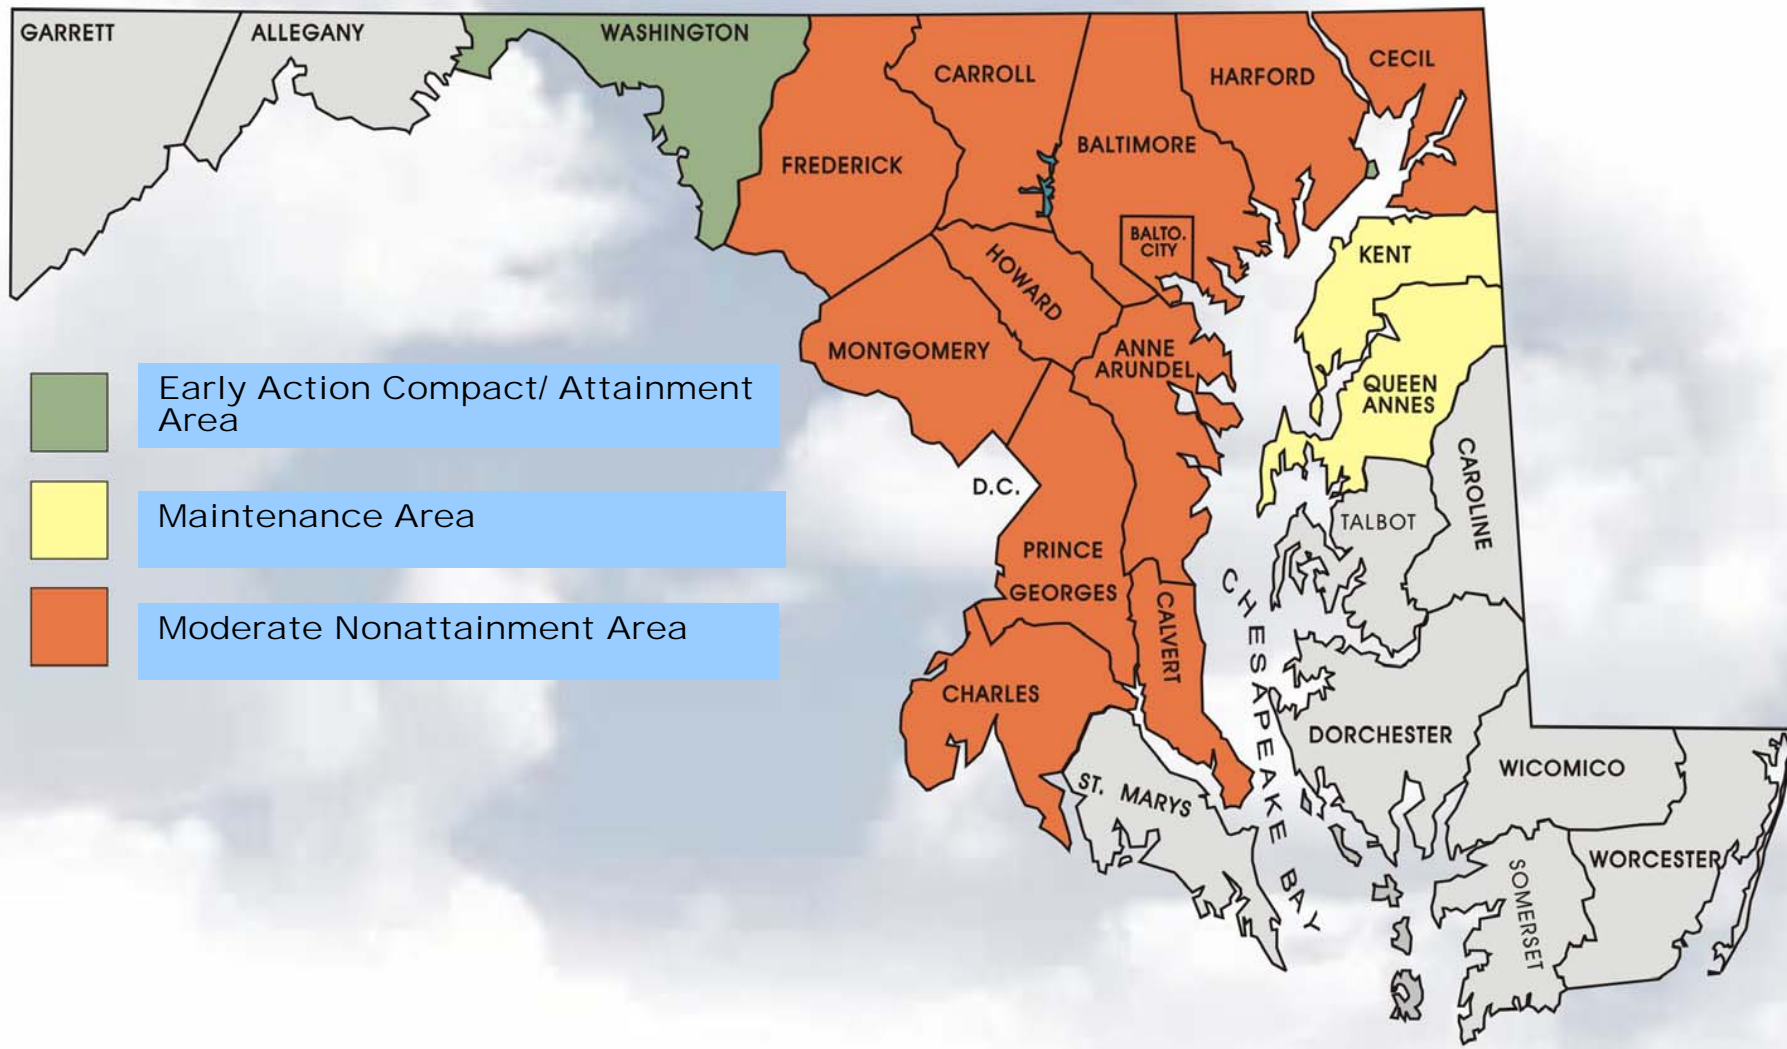 GARRETT
ALLEGANY
WASHINGTON
CARROLL
HARFORD
CECIL
FREDERICK
BALTIMORE
BALTO.
CITY
HOWARD
KENT
MONTGOMERY
ANNE
ARUNDEL
QUEEN
ANNES
CAROLINE
D.C.
TALBOT
PRINCE
GEORGES
CALVERT
CHESAPEAKE BAY
CHARLES
DORCHESTER
WICOMICO
ST. MARYS
WORCESTER
SOMERSET
Early Action Compact/ Attainment
Area
Maintenance Area
Moderate Nonattainment Area